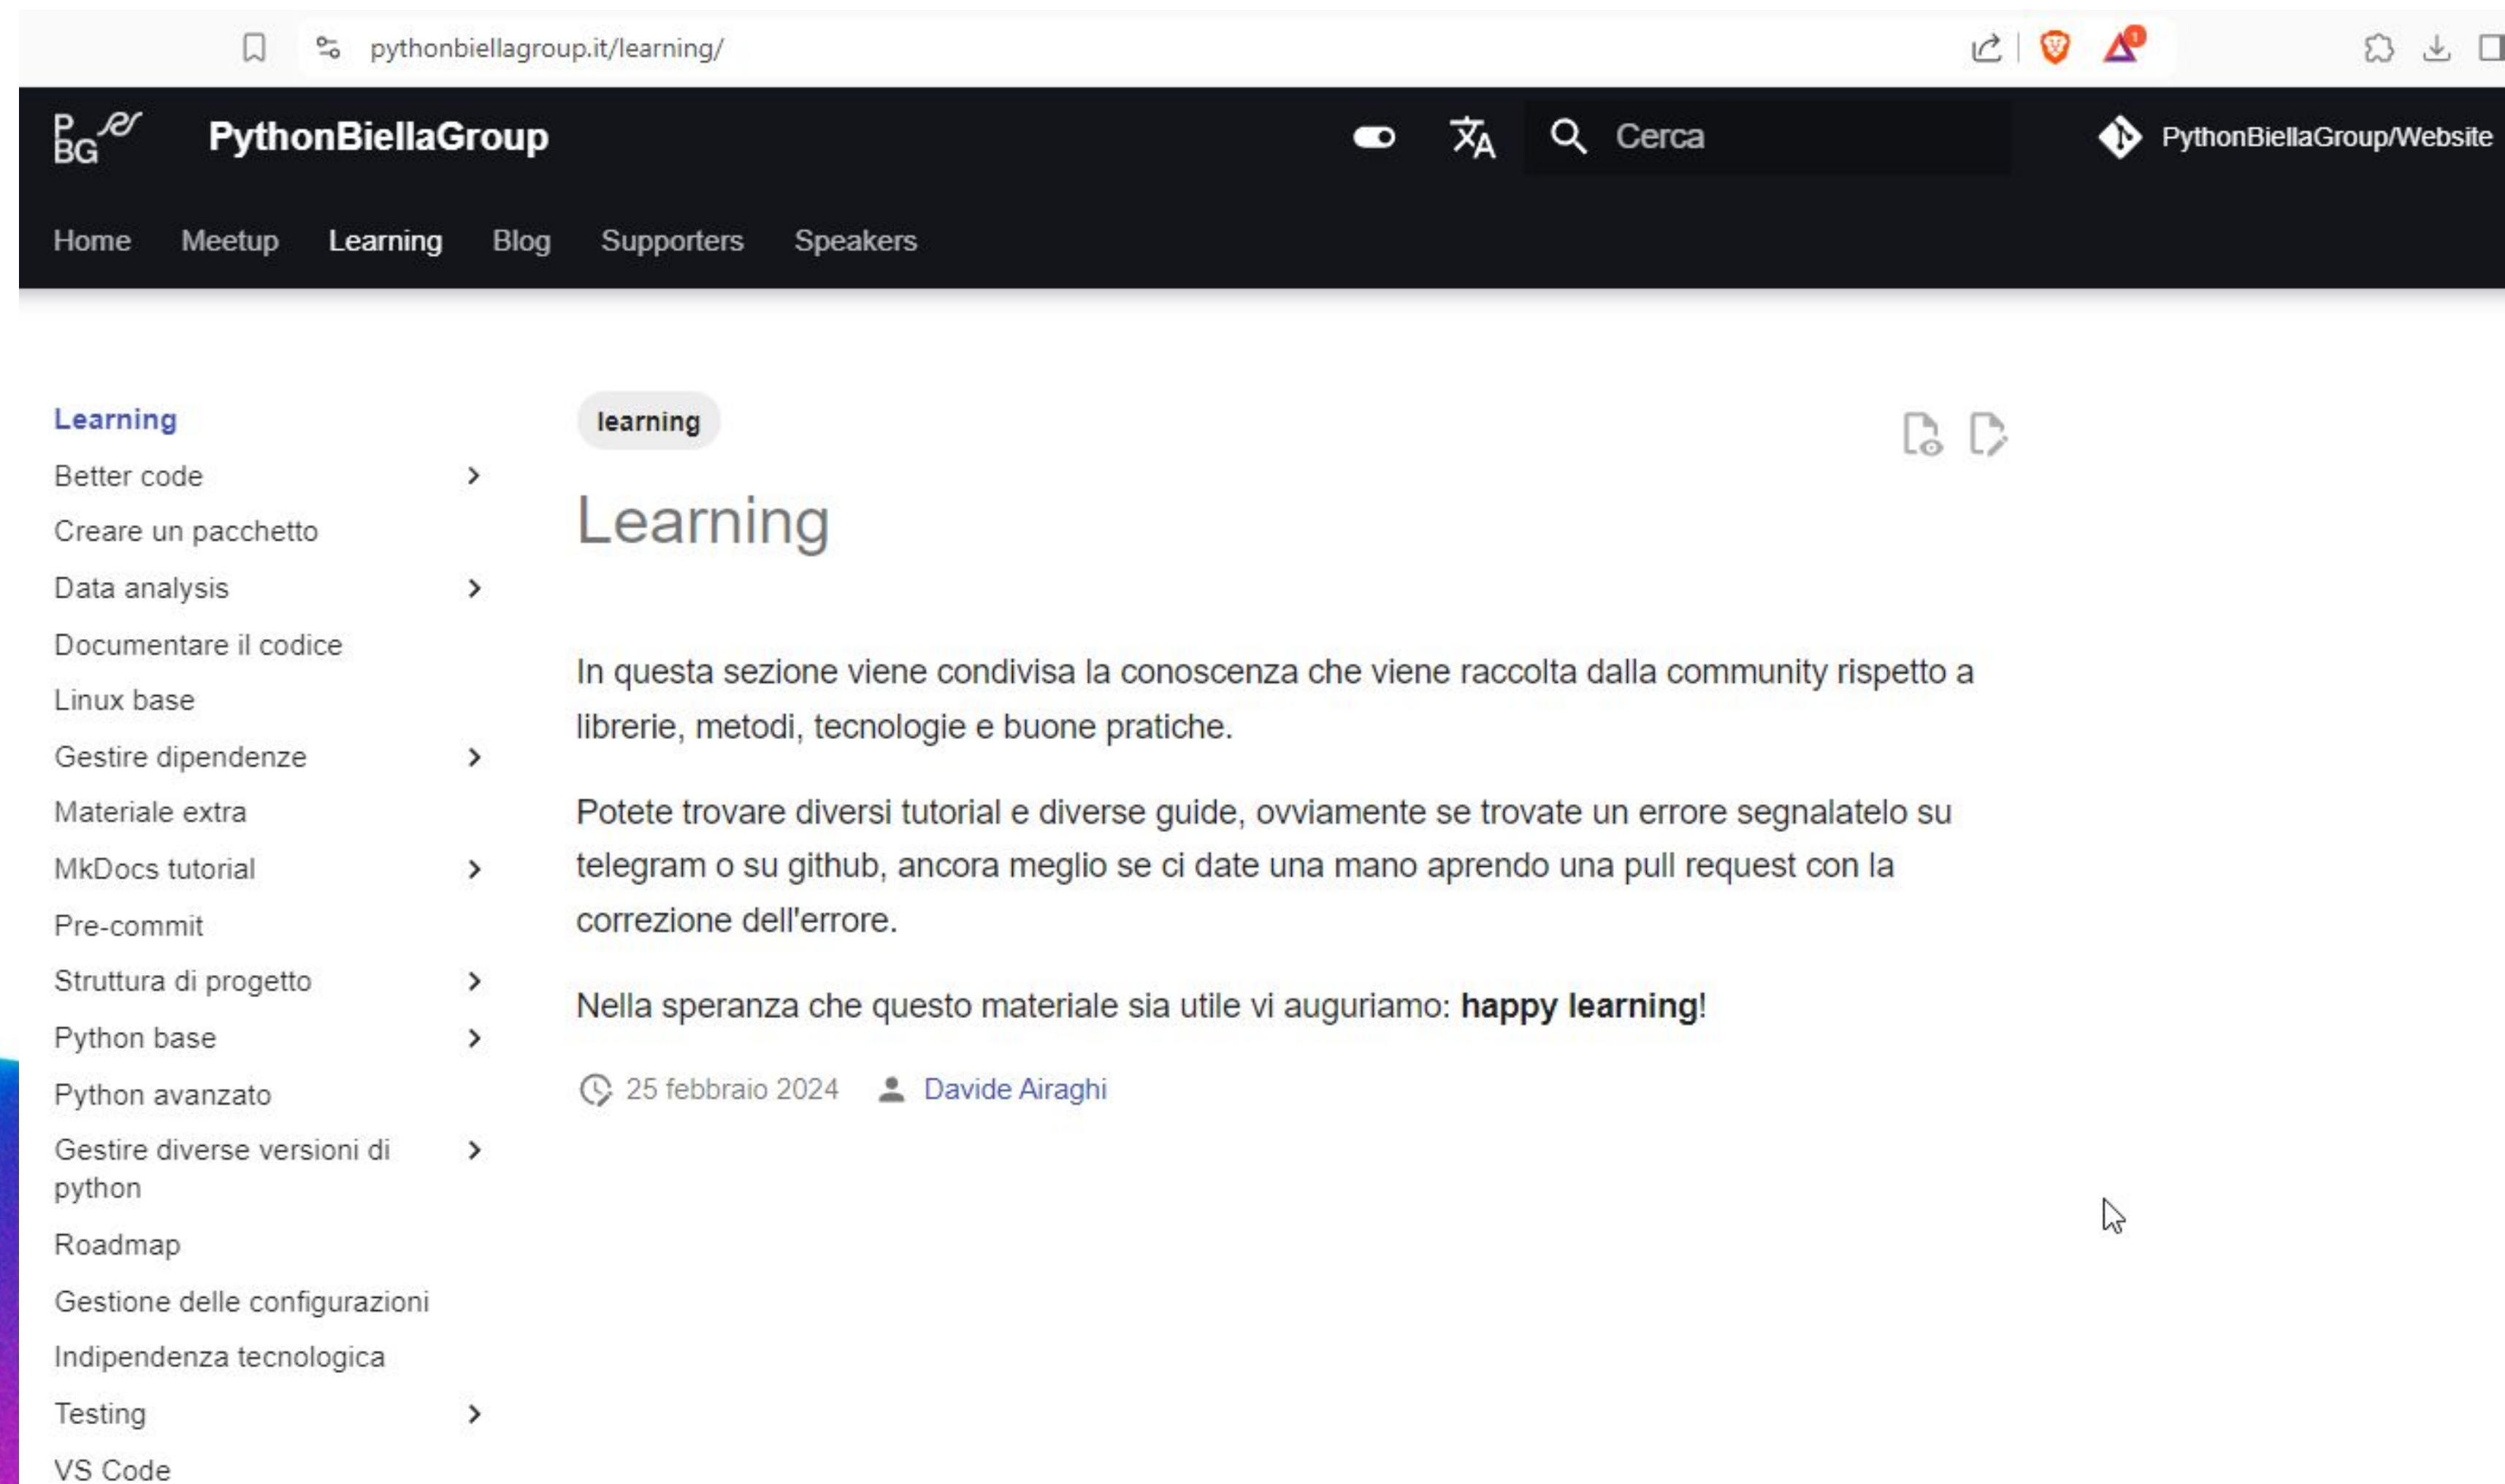 pythonbiellagroup.it/learning/
1
P
BG
PythonBiellaGroup
Cerca
PythonBiellaGroup/Website
Home Meetup Learning Blog Supporters Speakers
Learning
Better code
Creare un pacchetto
Data analysis
Documentare il codice
Linux base
Gestire dipendenze
Materiale extra
MkDocs tutorial
Pre-commit
Struttura di progetto
Python base
Python avanzato
Gestire diverse versioni di
python
Roadmap
Gestione delle configurazioni
Indipendenza tecnologica
Testing
VS Code
learning
Learning
In questa sezione viene condivisa la conoscenza che viene raccolta dalla community rispetto a
librerie, metodi, tecnologie e buone pratiche.
Potete trovare diversi tutorial e diverse guide, ovviamente se trovate un errore segnalatelo su
telegram o su github, ancora meglio se ci date una mano aprendo una pull request con la
correzione dell'errore.
Nella speranza che questo materiale sia utile vi auguriamo: happy learning!
25 febbraio 2024 Davide Airaghi